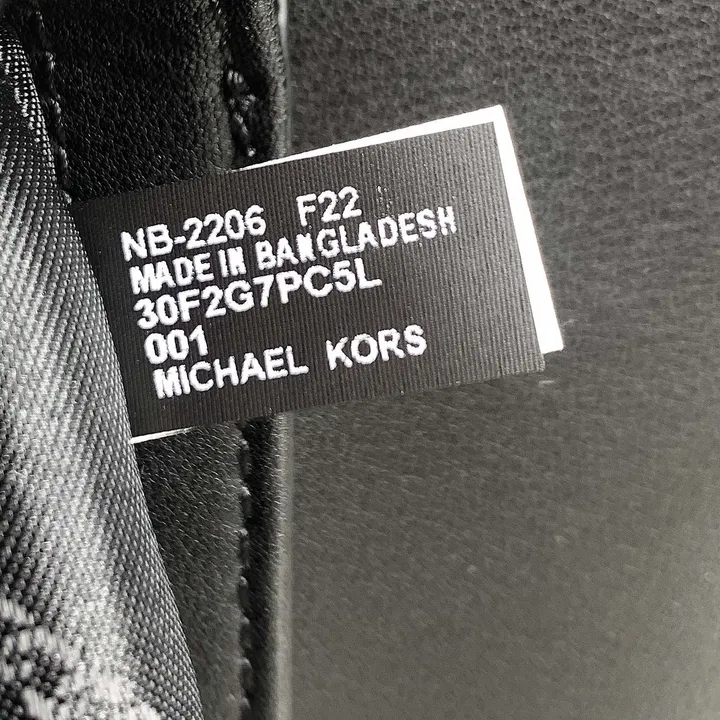 NB-2206 F22
MADE IN BANGLADESH
30F2G7PC5L
001
MICHAEL KORS